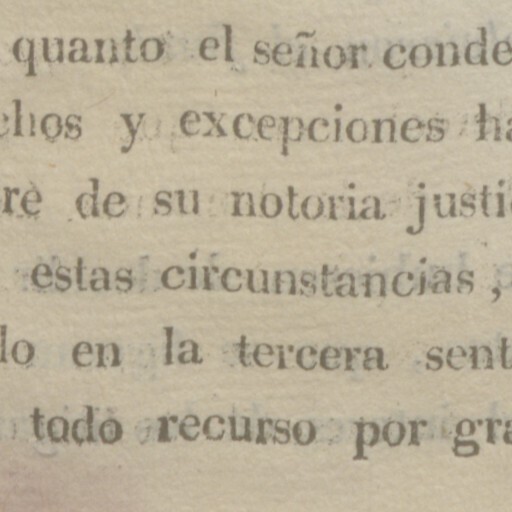 quanto el señor conde
chos y excepciones ha
re de su notoria justi
estas circunstancias,
do en la tercera sent
todo recurso por gra